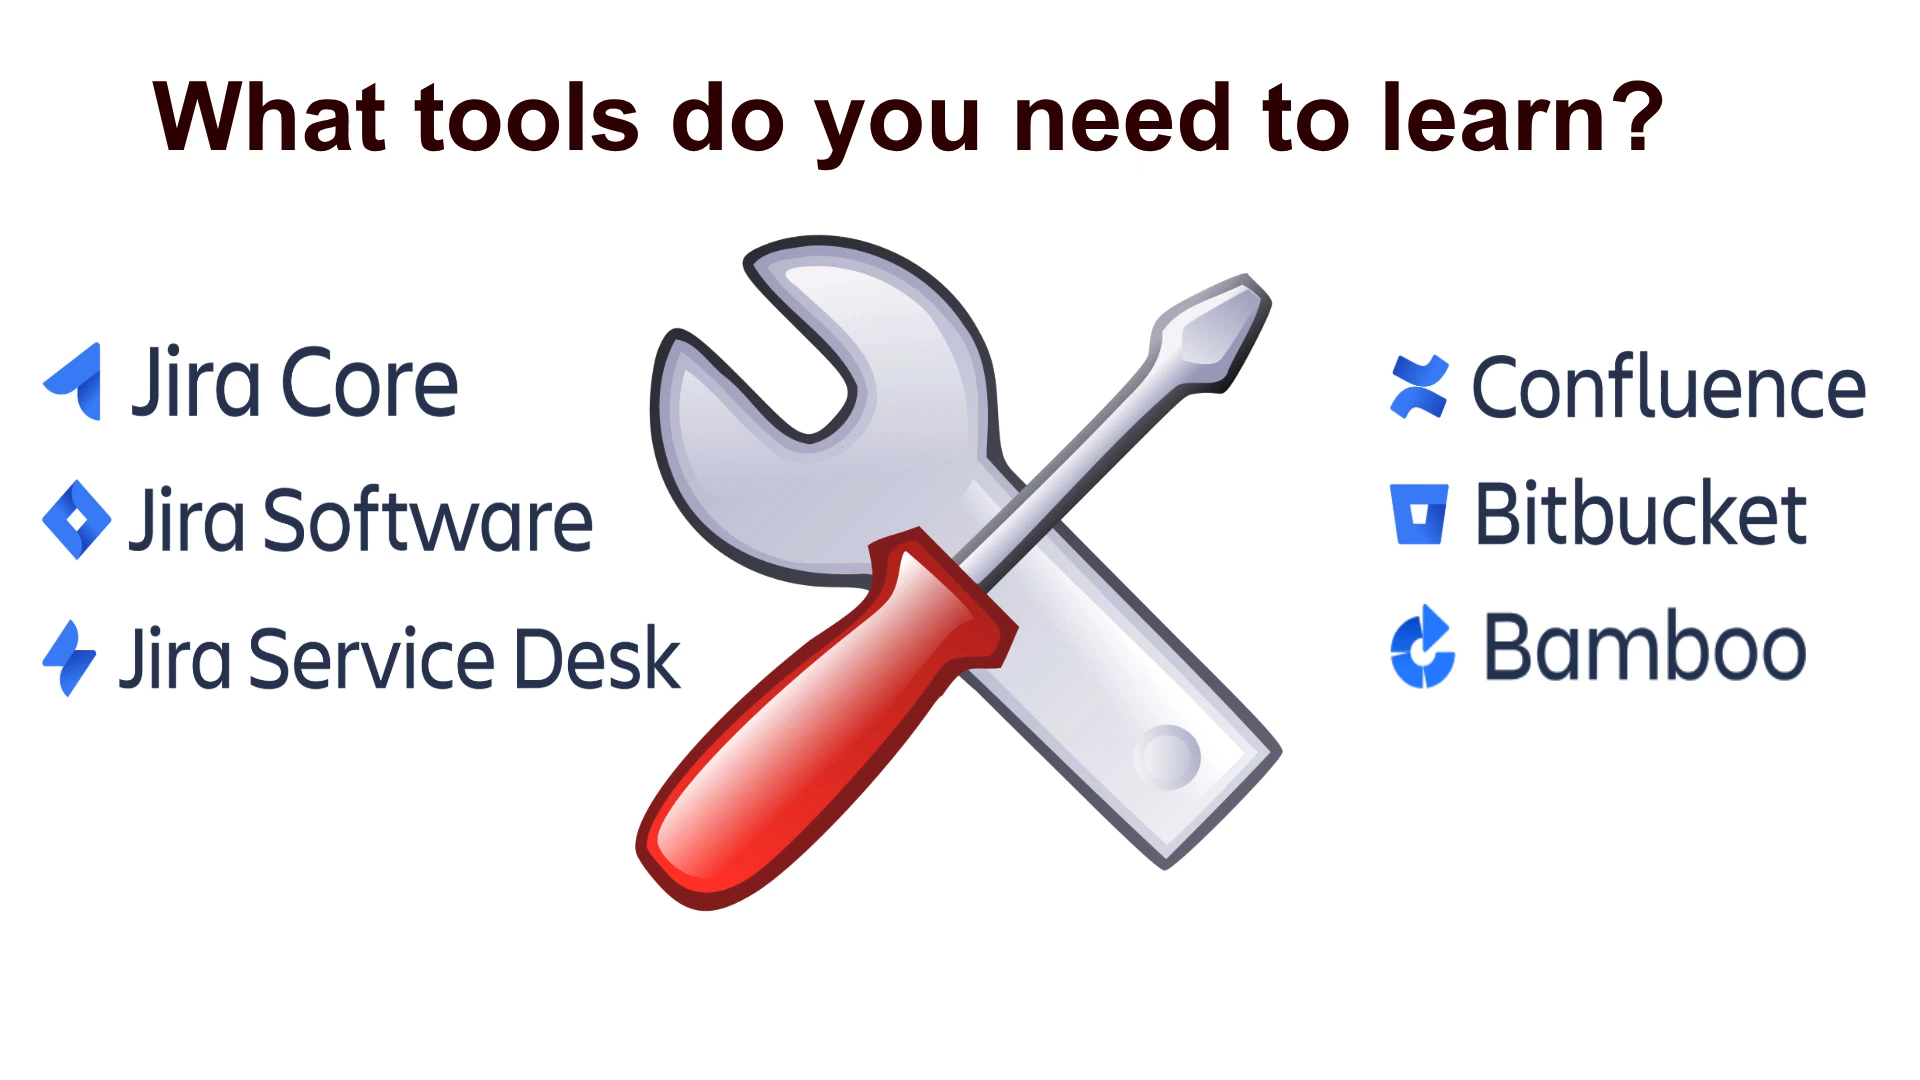 What tools do you need to learn?
Jira Core
Jira Software
Jira Service Desk
Confluence
Bitbucket
Bamboo